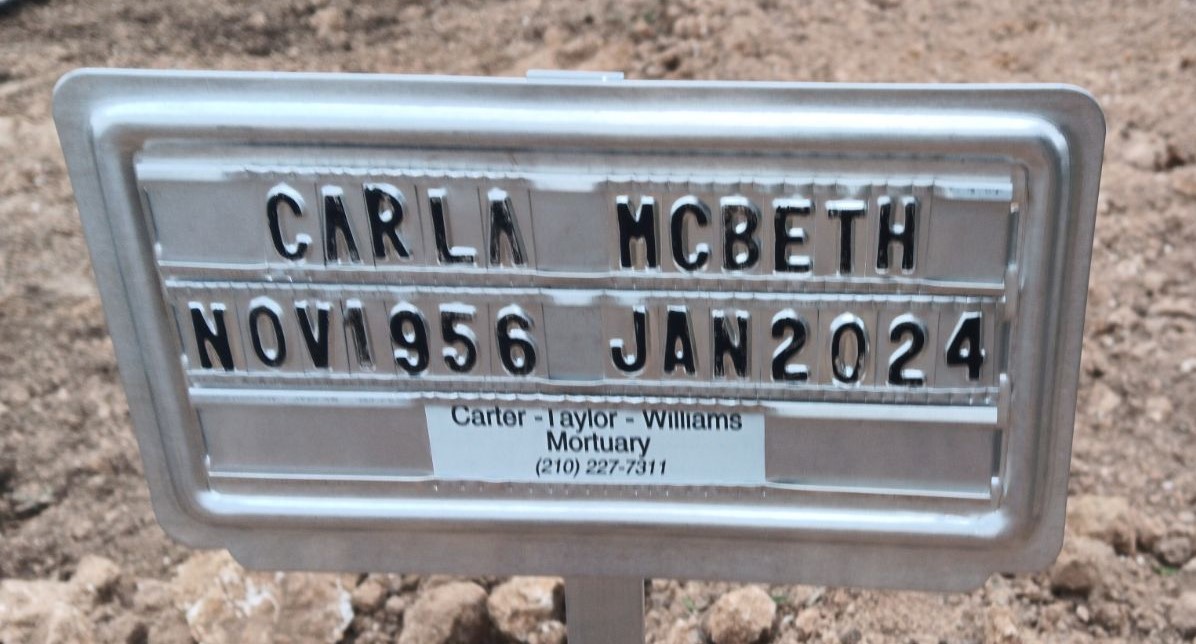 CARLA MCBETH
NOV1956 JAN2024
Carter -Taylor - Williams
Mortuary
(210) 227-7311